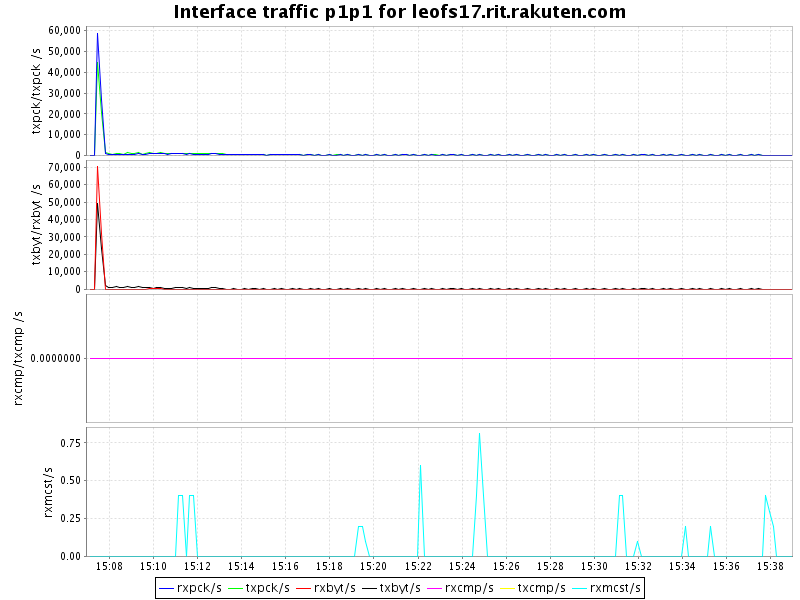 Interface traffic p1p1 for leofs17.rit.rakuten.com
txpck/txpck /s
60,000
50,000
40,000
30,000
20,000
10,000
0
txbyt/rxbyt /s
70,000
60,000
50,000
40,000
30,000
20,000
10,000
0
rxcmp/txcmp /s
0.0000000
rxmcst/s
0.75
0.50
0.25
0.00
15:08 15:10 15:12 15:14 15:16 15:18 15:20 15:22 15:24 15:26 15:28 15:30 15:32 15:34 15:36 15:38
rxpck/s txpck/s rxbyt/s txbyt/s rxcmp/s txcmp/s rxmcst/s